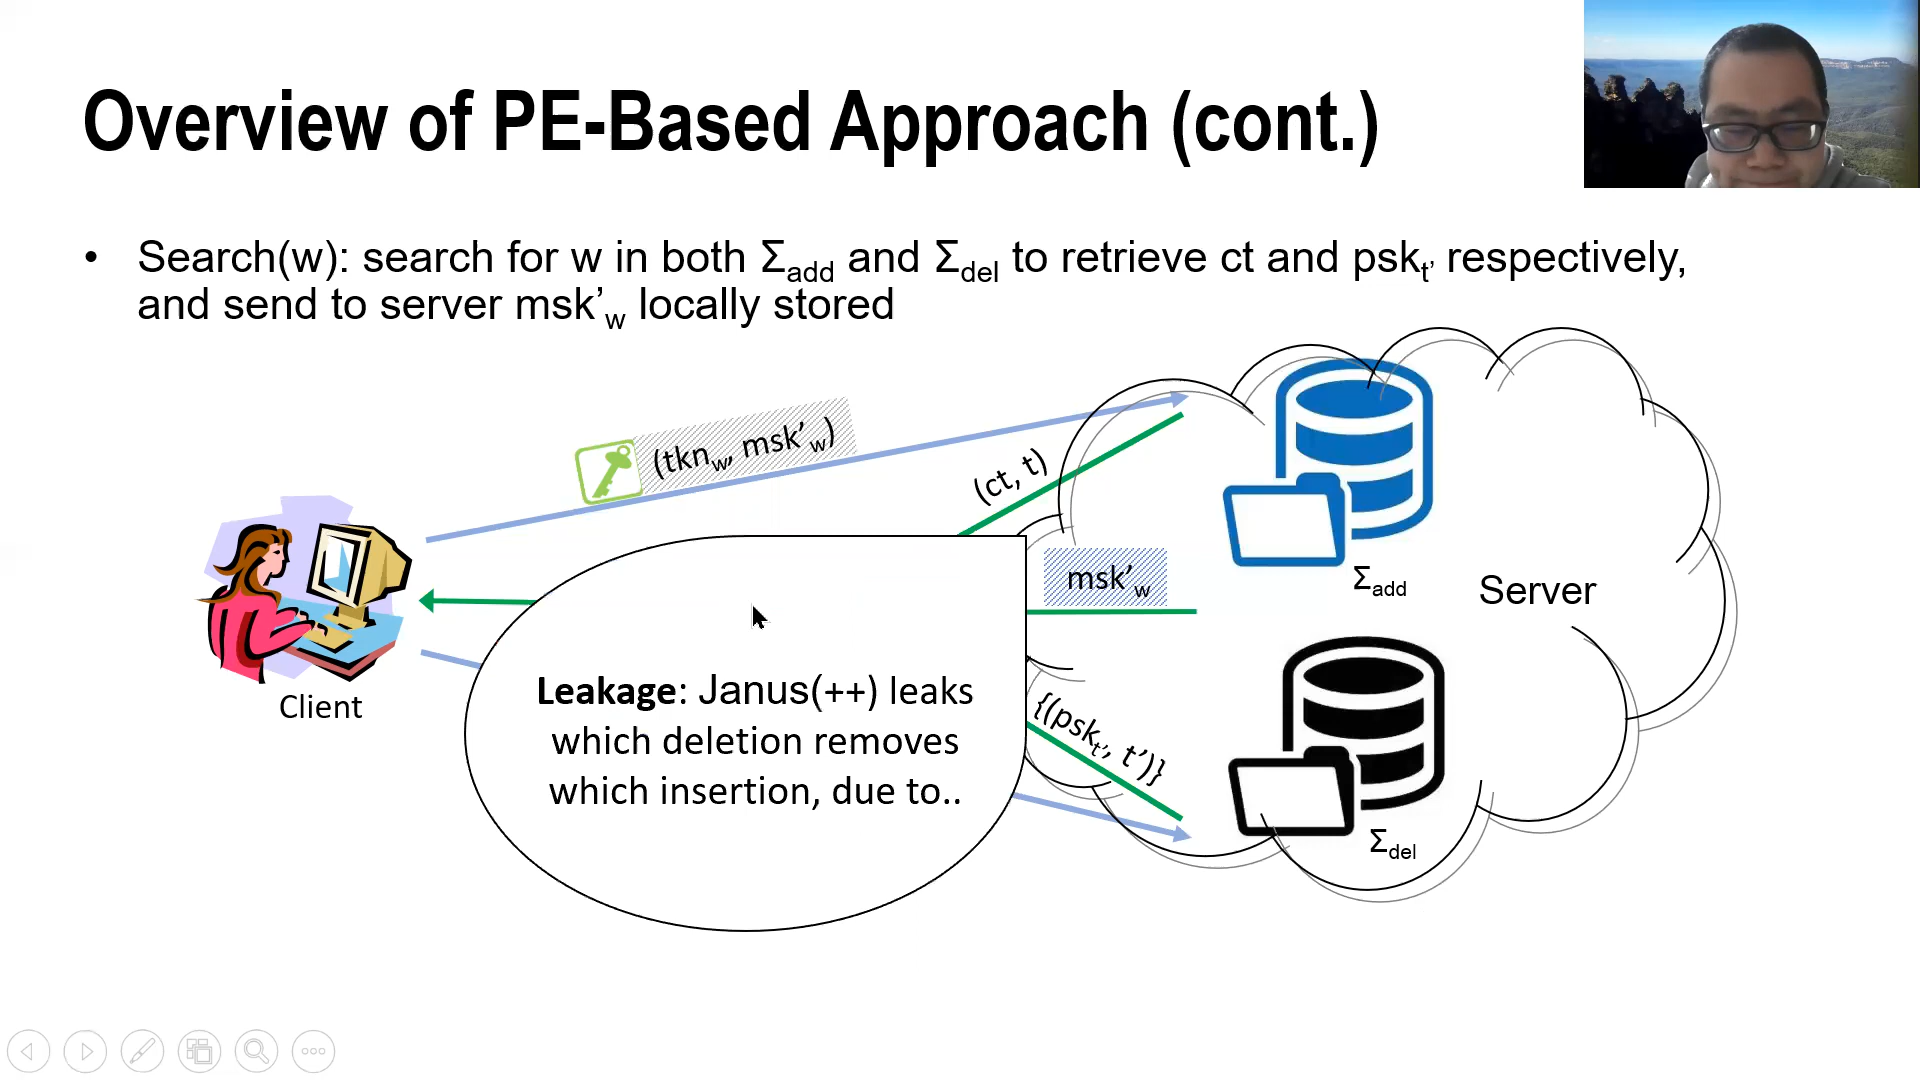 Overview of PE-Based Approach (cont.)
• Search(w): search for w in both Σadd and Σdel to retrieve ct and pskt’ respectively,
and send to server msk’w locally stored
(tknw, msk’w)
(ct, t)
msk’w
Σadd
Server
Client
Leakage: Janus(++) leaks
which deletion removes
which insertion, due to..
{(pskt’, t’)}
Σdel